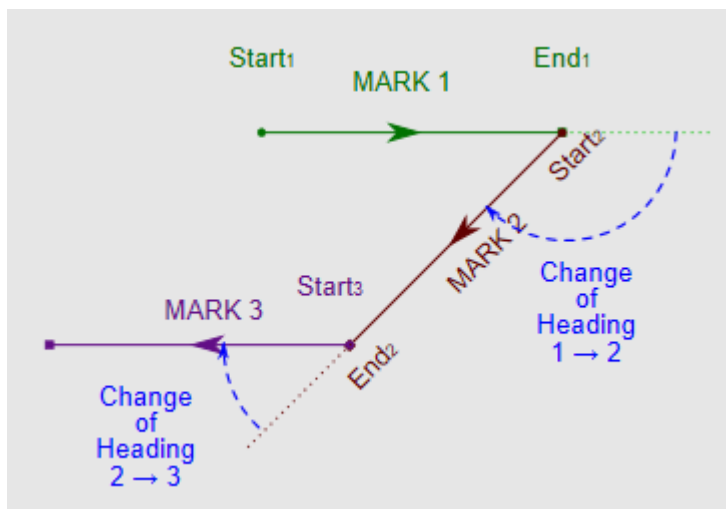 Start₁
End₁
MARK 1
Start₂
MARK 2
Change
of
Heading
1 → 2
Start₃
MARK 3
End₂
Change
of
Heading
2 → 3